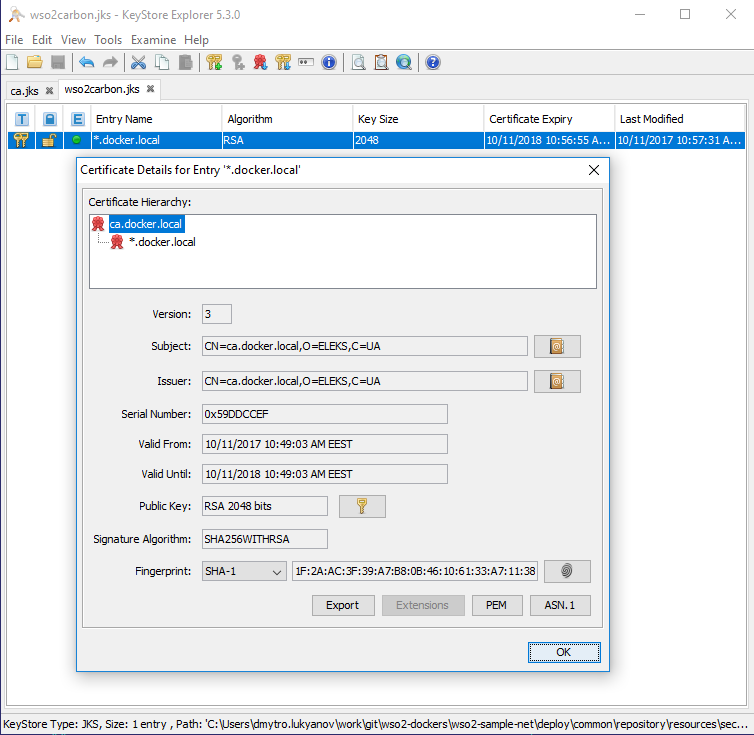 wso2carbon.jks - KeyStore Explorer 5.3.0
File Edit View Tools Examine Help
ca.jks wso2carbon.jks
T E Entry Name Algorithm Key Size Certificate Expiry Last Modified
*.docker.local RSA 2048 10/11/2018 10:56:55 A... 10/11/2017 10:57:31 A...
Certificate Details for Entry '*.docker.local'
Certificate Hierarchy:
ca.docker.local
*.docker.local
Version: 3
Subject: CN=ca.docker.local,O=ELEKS,C=UA
Issuer: CN=ca.docker.local,O=ELEKS,C=UA
Serial Number: 0x59DDCCEF
Valid From: 10/11/2017 10:49:03 AM EEST
Valid Until: 10/11/2018 10:49:03 AM EEST
Public Key: RSA 2048 bits
Signature Algorithm: SHA256WITHRSA
Fingerprint: SHA-1 1F:2A:AC:3F:39:A7:B8:0B:46:10:61:33:A7:11:38
Export Extensions PEM ASN.1
OK
KeyStore Type: JKS, Size: 1 entry , Path: 'C:\Users\dmytro.lukyanov\work\git\wso2-dockers\wso2-sample-net\deploy\common\repository\resources\sec...